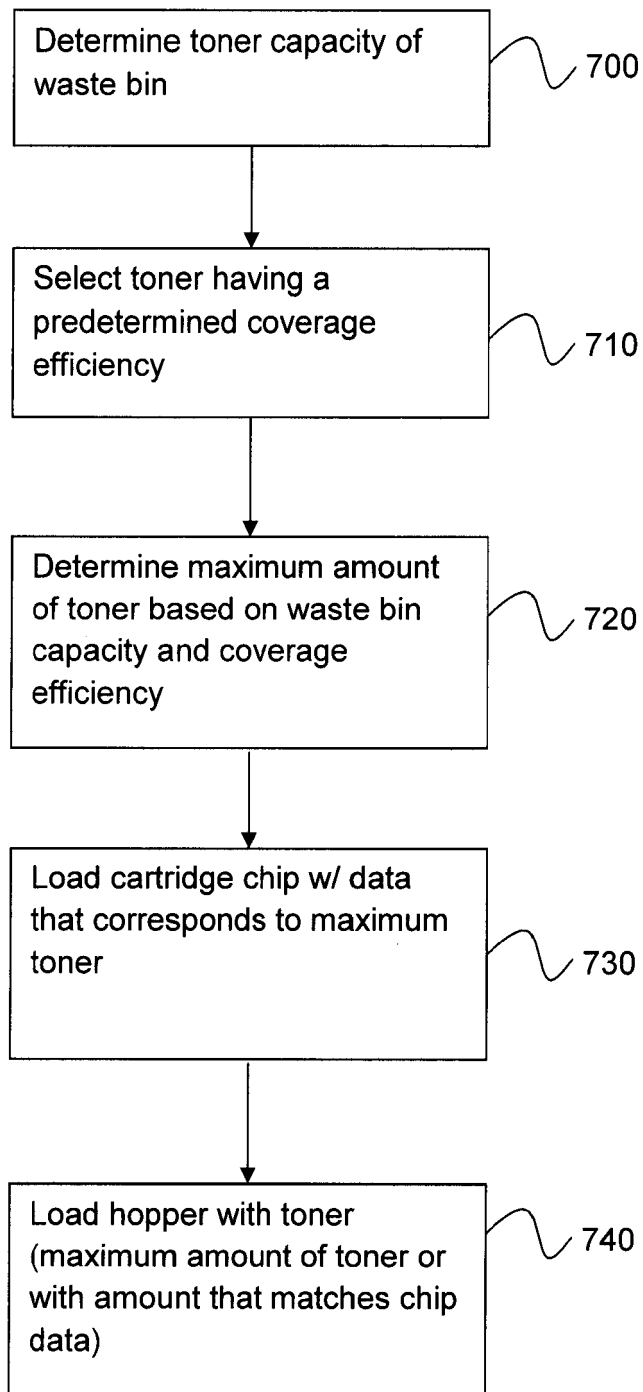 Determine toner capacity of
waste bin
700
Select toner having a
predetermined coverage
efficiency
710
Determine maximum amount
of toner based on waste bin
capacity and coverage
efficiency
720
Load cartridge chip w/ data
that corresponds to maximum
toner
730
Load hopper with toner
(maximum amount of toner or
with amount that matches chip
data)
740